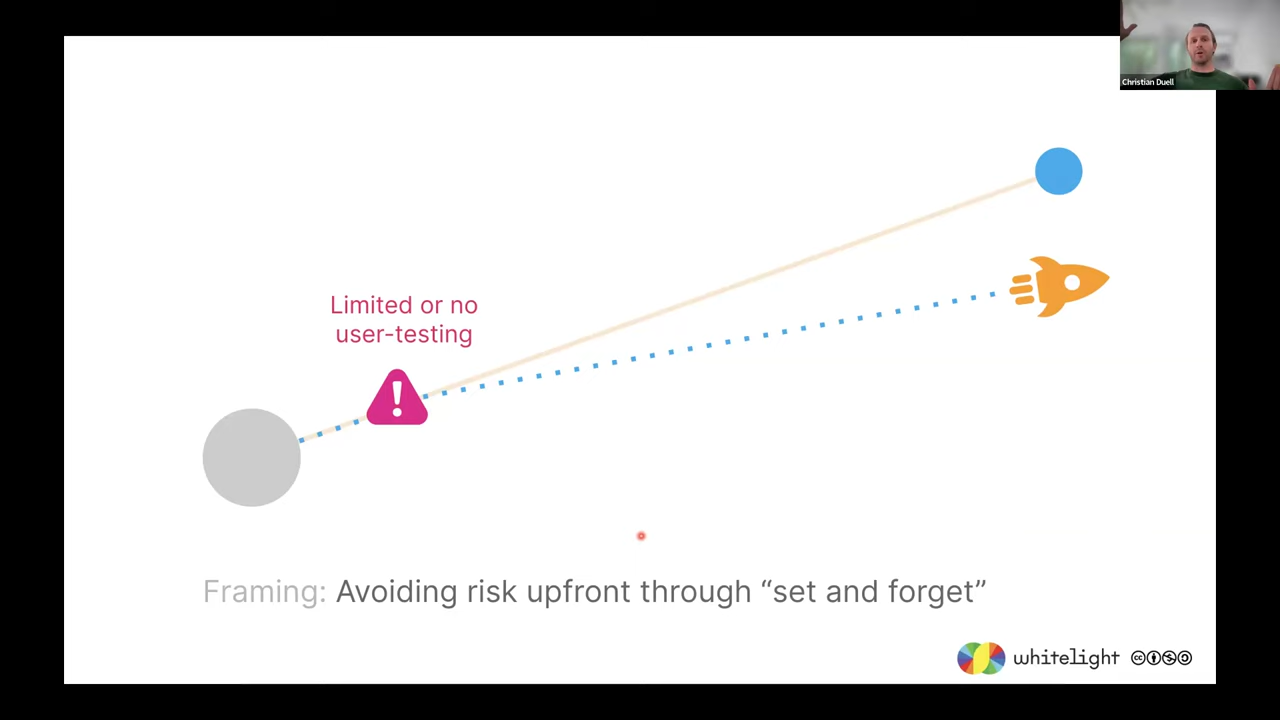 Christian Duell
Limited or no
user-testing
!
Framing: Avoiding risk upfront through “set and forget”
whitelight